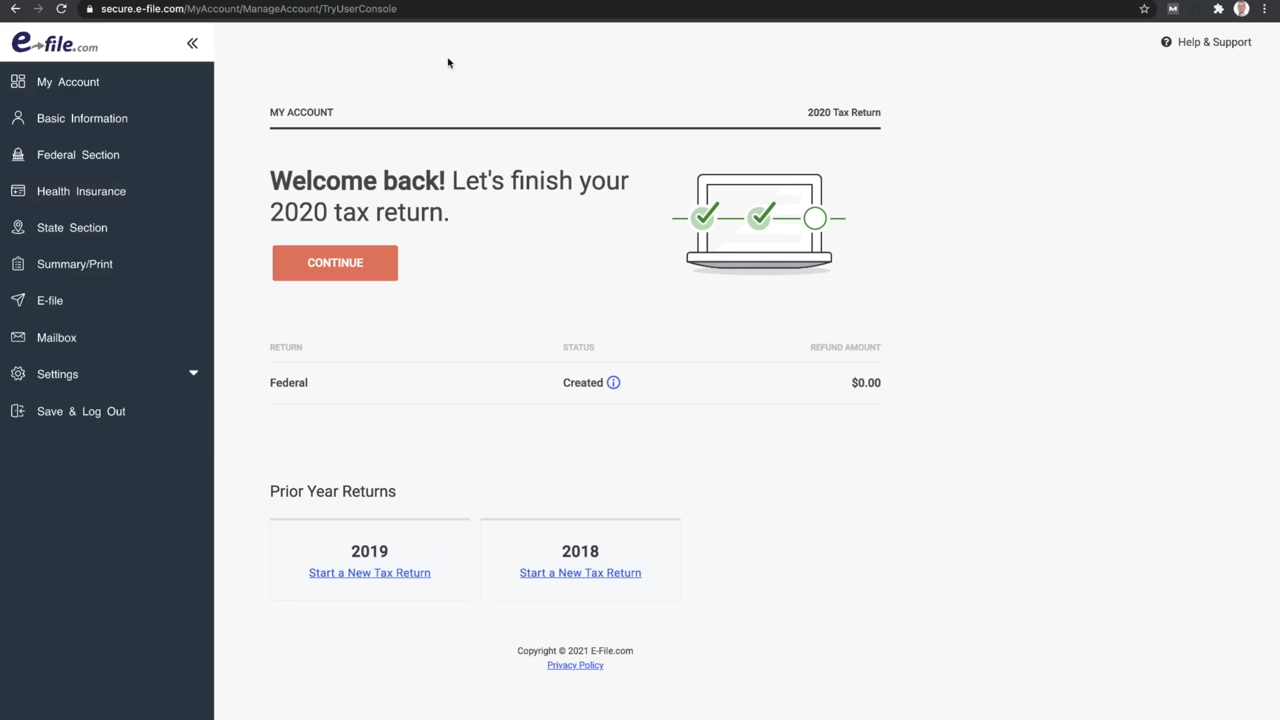 secure.e-file.com/MyAccount/ManageAccount/TryUserConsole
e-file.com
My Account
Basic Information
Federal Section
Health Insurance
State Section
Summary/Print
E-file
Mailbox
Settings
Save & Log Out
Help & Support
MY ACCOUNT 2020 Tax Return
Welcome back! Let's finish your
2020 tax return.
CONTINUE
RETURN STATUS REFUND AMOUNT
Federal Created $0.00
Prior Year Returns
2019 2018
Start a New Tax Return Start a New Tax Return
Copyright © 2021 E-File.com
Privacy Policy